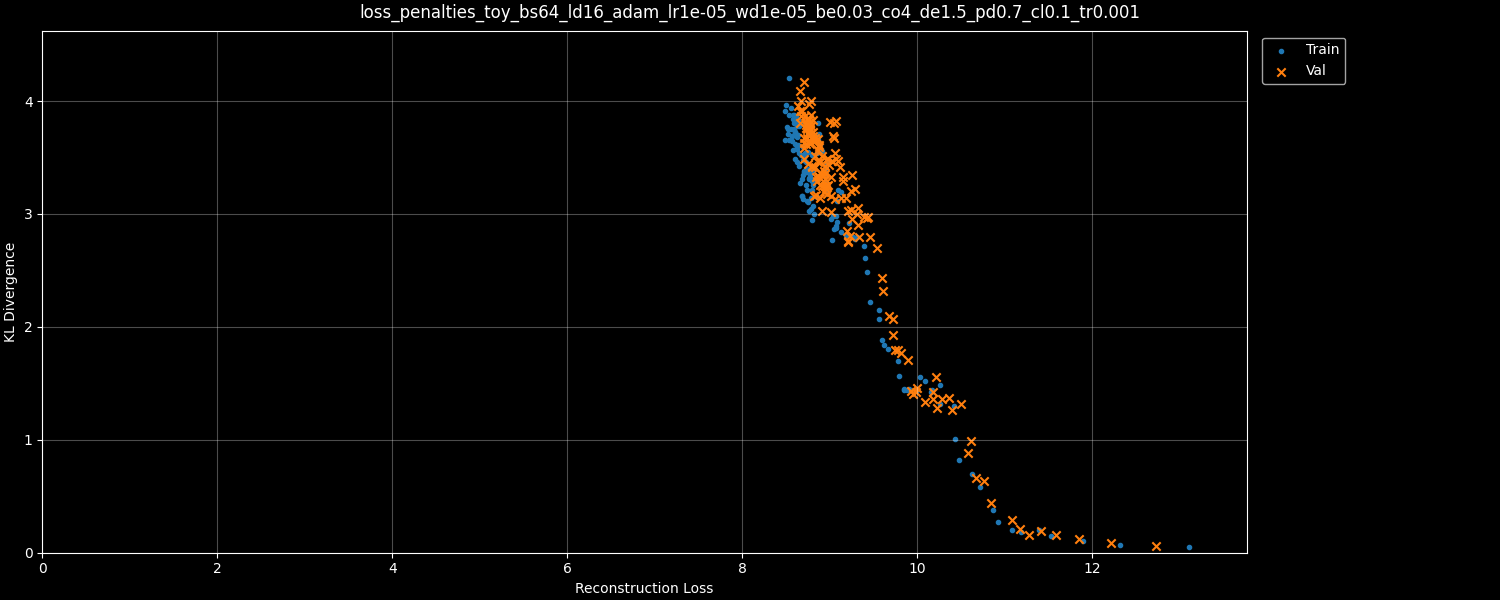 loss_penalties_toy_bs64_ld16_adam_lr1e-05_wd1e-05_be0.03_co4_de1.5_pd0.7_cl0.1_tr0.001
Train
Val
4
3
2
1
0
KL Divergence
0 2 4 6 8 10 12
Reconstruction Loss